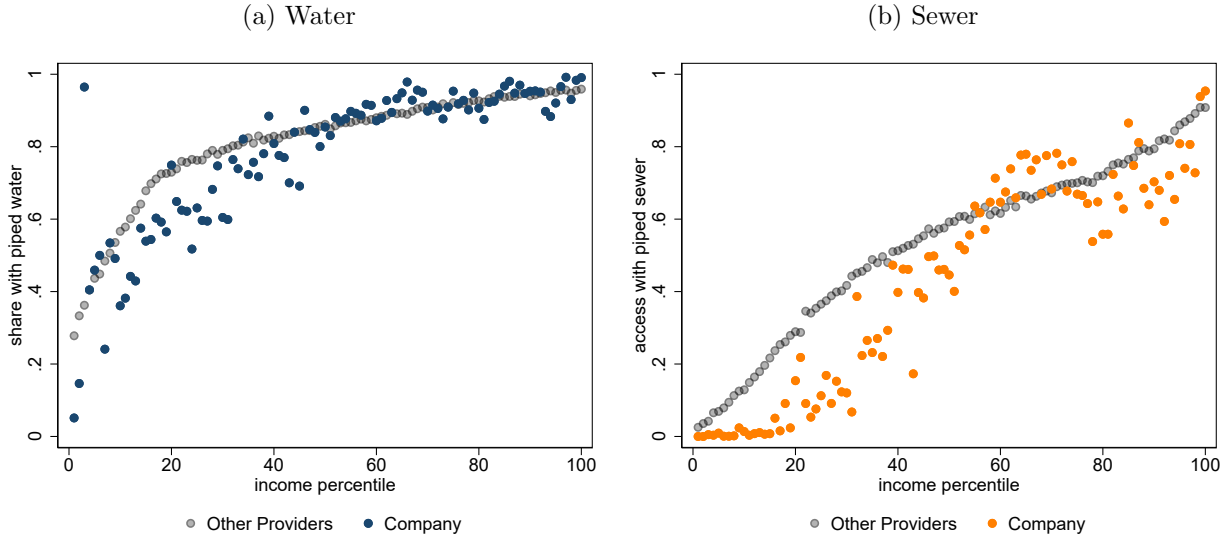 (a) Water
share with piped water
1
.8
.6
.4
.2
0
0 20 40 60 80 100
income percentile
Other Providers Company
(b) Sewer
access with piped sewer
1
.8
.6
.4
.2
0
0 20 40 60 80 100
income percentile
Other Providers Company